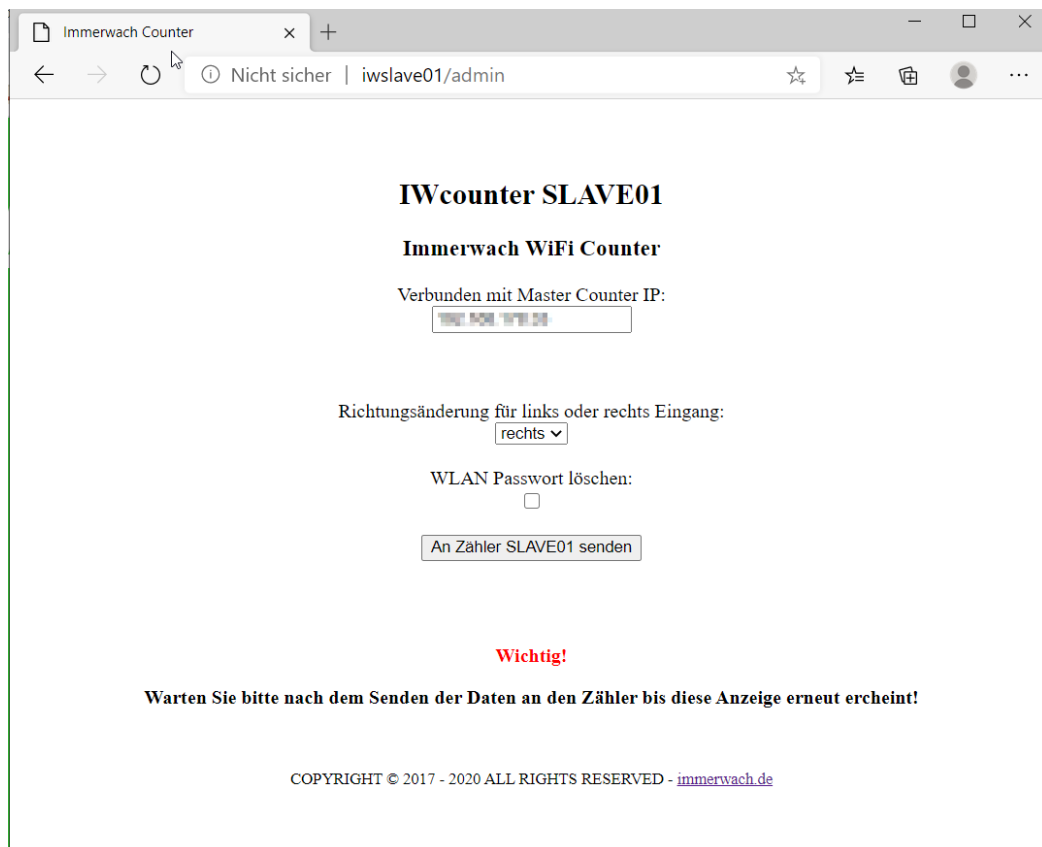 Immerwach Counter
Nicht sicher | iwslave01/admin
IWcounter SLAVE01
Immerwach WiFi Counter
Verbunden mit Master Counter IP:
Richtungsänderung für links oder rechts Eingang:
rechts
WLAN Passwort löschen:
An Zähler SLAVE01 senden
Wichtig!
Warten Sie bitte nach dem Senden der Daten an den Zähler bis diese Anzeige erneut ercheint!
COPYRIGHT © 2017 - 2020 ALL RIGHTS RESERVED - immerwach.de